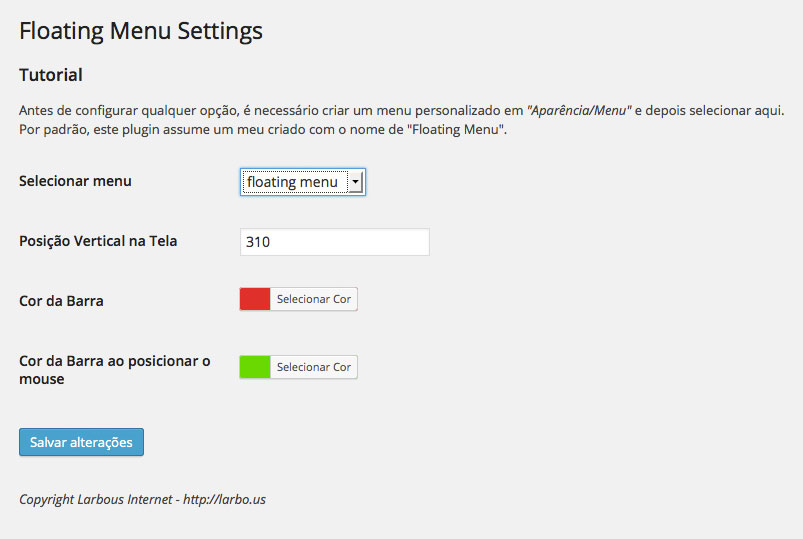 Floating Menu Settings
Tutorial
Antes de configurar qualquer opção, é necessário criar um menu personalizado em "Aparência/Menu" e depois selecionar aqui.
Por padrão, este plugin assume um meu criado com o nome de "Floating Menu".
Selecionar menu
floating menu
Posição Vertical na Tela
310
Cor da Barra
Selecionar Cor
Cor da Barra ao posicionar o
mouse
Selecionar Cor
Salvar alterações
Copyright Larbous Internet - http://larbo.us